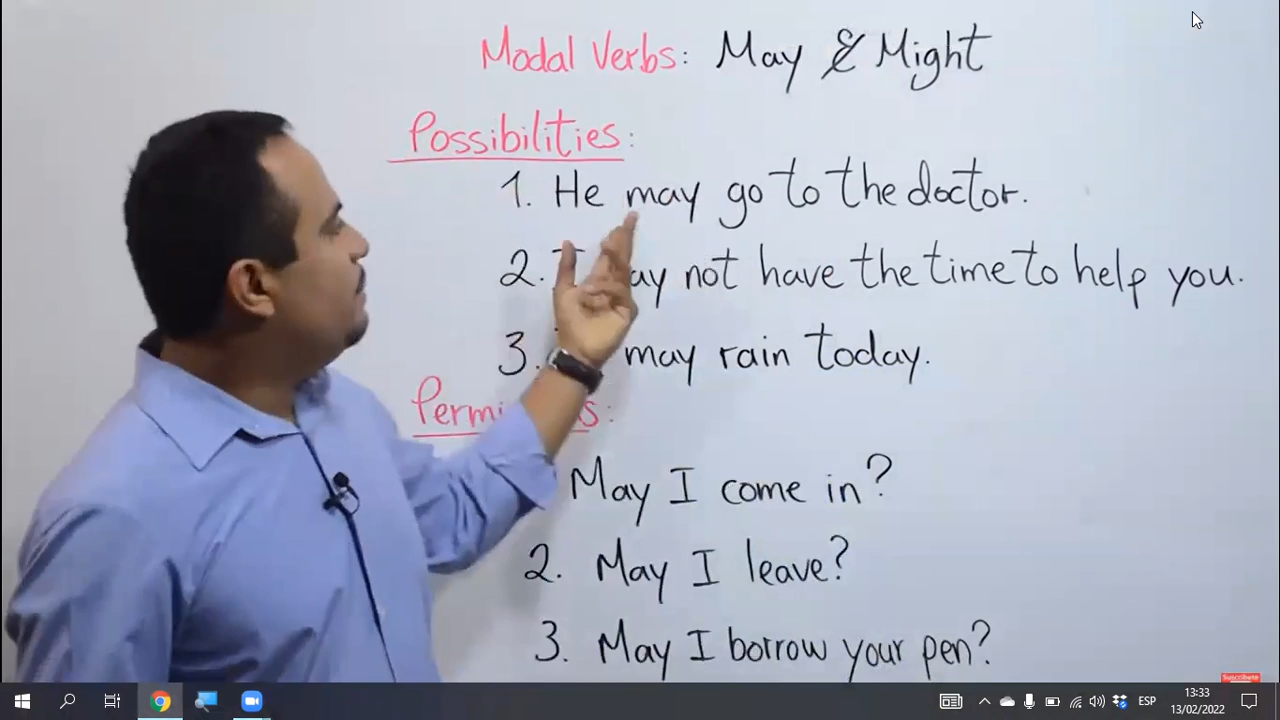 Modal Verbs: May & Might
Possibilities:
1. He may go to the doctor.
2. not have the time to help you.
3. may rain today.
:
May I come in?
2. May I leave?
3. May I borrow your pen?
Suscríbete
ESP
13:33
13/02/2022